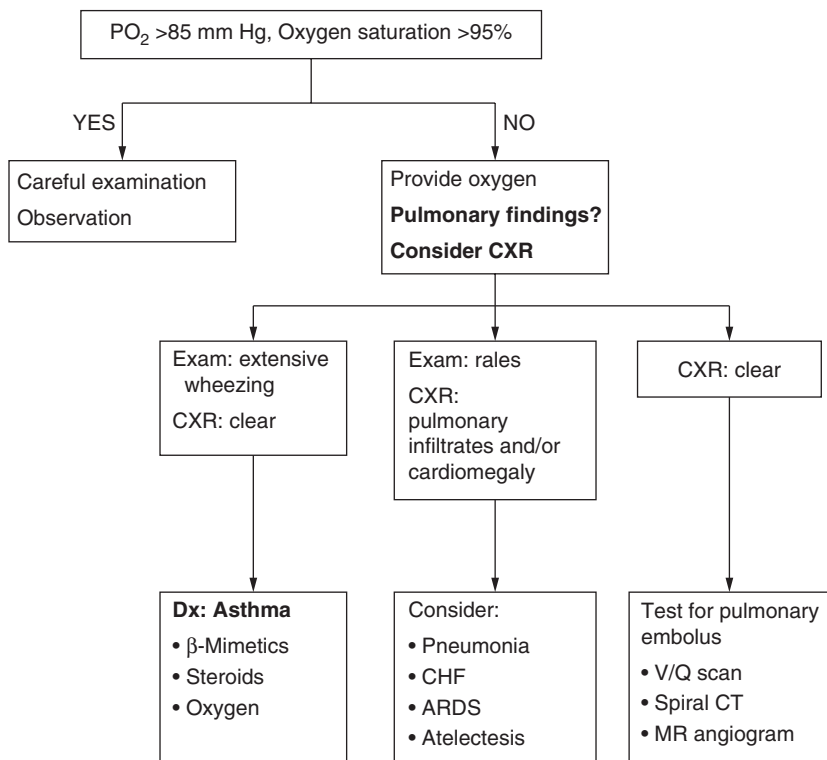 PO₂ >85 mm Hg, Oxygen saturation >95%
YES
NO
Careful examination
Observation
Provide oxygen
Pulmonary findings?
Consider CXR
Exam: extensive
wheezing
CXR: clear
Exam: rales
CXR:
pulmonary
infiltrates and/or
cardiomegaly
CXR: clear
Dx: Asthma
• β-Mimetics
• Steroids
• Oxygen
Consider:
• Pneumonia
• CHF
• ARDS
• Atelectesis
Test for pulmonary
embolus
• V/Q scan
• Spiral CT
• MR angiogram